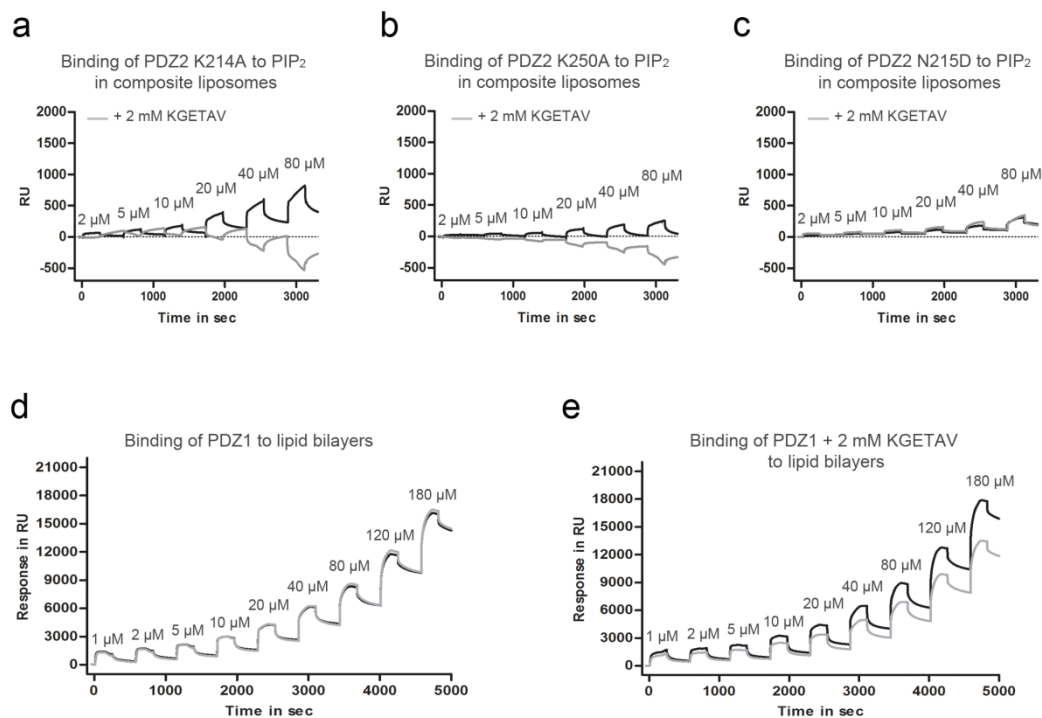 a
Binding of PDZ2 K214A to PIP₂
in composite liposomes
2000
1500
1000
500
0
-500
RU
+ 2 mM KGETAV
2 µM
5 µM
10 µM
20 µM
40 µM
80 µM
0
1000
2000
3000
Time in sec
b
Binding of PDZ2 K250A to PIP₂
in composite liposomes
2000
1500
1000
500
0
-500
RU
+ 2 mM KGETAV
2 µM
5 µM
10 µM
20 µM
40 µM
80 µM
0
1000
2000
3000
Time in sec
c
Binding of PDZ2 N215D to PIP₂
in composite liposomes
2000
1500
1000
500
0
-500
RU
+ 2 mM KGETAV
2 µM
5 µM
10 µM
20 µM
40 µM
80 µM
0
1000
2000
3000
Time in sec
d
Binding of PDZ1 to lipid bilayers
21000
18000
15000
12000
9000
6000
3000
0
Response in RU
1 µM
2 µM
5 µM
10 µM
20 µM
40 µM
80 µM
120 µM
180 µM
0
1000
2000
3000
4000
5000
Time in sec
e
Binding of PDZ1 + 2 mM KGETAV
to lipid bilayers
21000
18000
15000
12000
9000
6000
3000
0
Response in RU
1 µM
2 µM
5 µM
10 µM
20 µM
40 µM
80 µM
120 µM
180 µM
0
1000
2000
3000
4000
5000
Time in sec